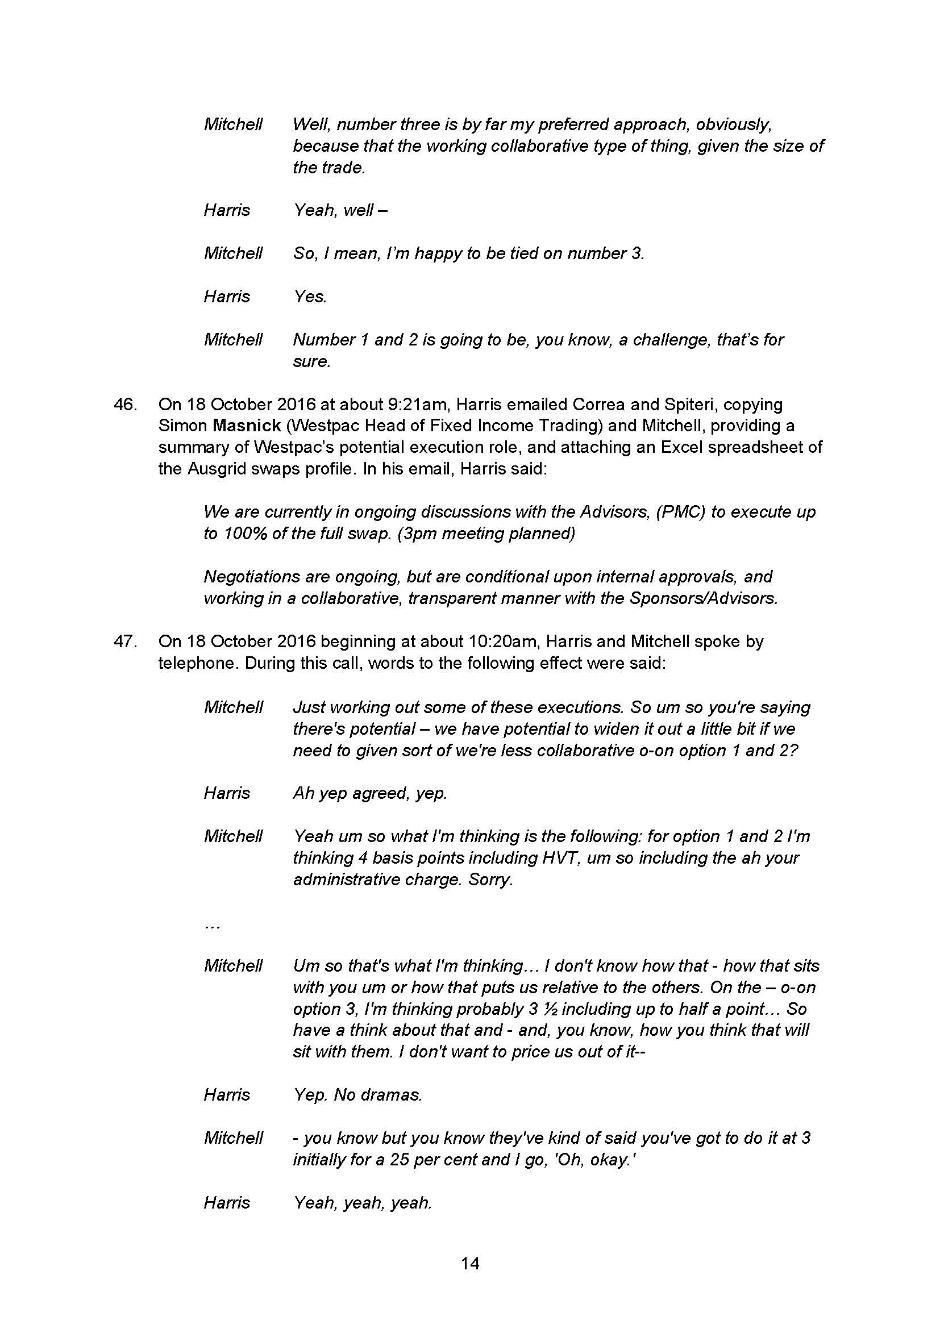 Mitchell Well, number three is by far my preferred approach, obviously,
because that the working collaborative type of thing, given the size of
the trade.
Harris Yeah, well –
Mitchell So, I mean, I'm happy to be tied on number 3.
Harris Yes.
Mitchell Number 1 and 2 is going to be, you know, a challenge, that's for
sure.
46. On 18 October 2016 at about 9:21am, Harris emailed Correa and Spiteri, copying
Simon Masnick (Westpac Head of Fixed Income Trading) and Mitchell, providing a
summary of Westpac's potential execution role, and attaching an Excel spreadsheet of
the Ausgrid swaps profile. In his email, Harris said:
We are currently in ongoing discussions with the Advisors, (PMC) to execute up
to 100% of the full swap. (3pm meeting planned)
Negotiations are ongoing, but are conditional upon internal approvals, and
working in a collaborative, transparent manner with the Sponsors/Advisors.
47. On 18 October 2016 beginning at about 10:20am, Harris and Mitchell spoke by
telephone. During this call, words to the following effect were said:
Mitchell Just working out some of these executions. So um so you're saying
there's potential – we have potential to widen it out a little bit if we
need to given sort of we're less collaborative o-on option 1 and 2?
Harris Ah yep agreed, yep.
Mitchell Yeah um so what I'm thinking is the following: for option 1 and 2 I'm
thinking 4 basis points including HVT, um so including the ah your
administrative charge. Sorry.
…
Mitchell Um so that's what I'm thinking… I don't know how that - how that sits
with you um or how that puts us relative to the others. On the – o-on
option 3, I'm thinking probably 3 ½ including up to half a point… So
have a think about that and - and, you know, how you think that will
sit with them. I don't want to price us out of it--
Harris Yep. No dramas.
Mitchell - you know but you know they've kind of said you've got to do it at 3
initially for a 25 per cent and I go, 'Oh, okay.'
Harris Yeah, yeah, yeah.
14